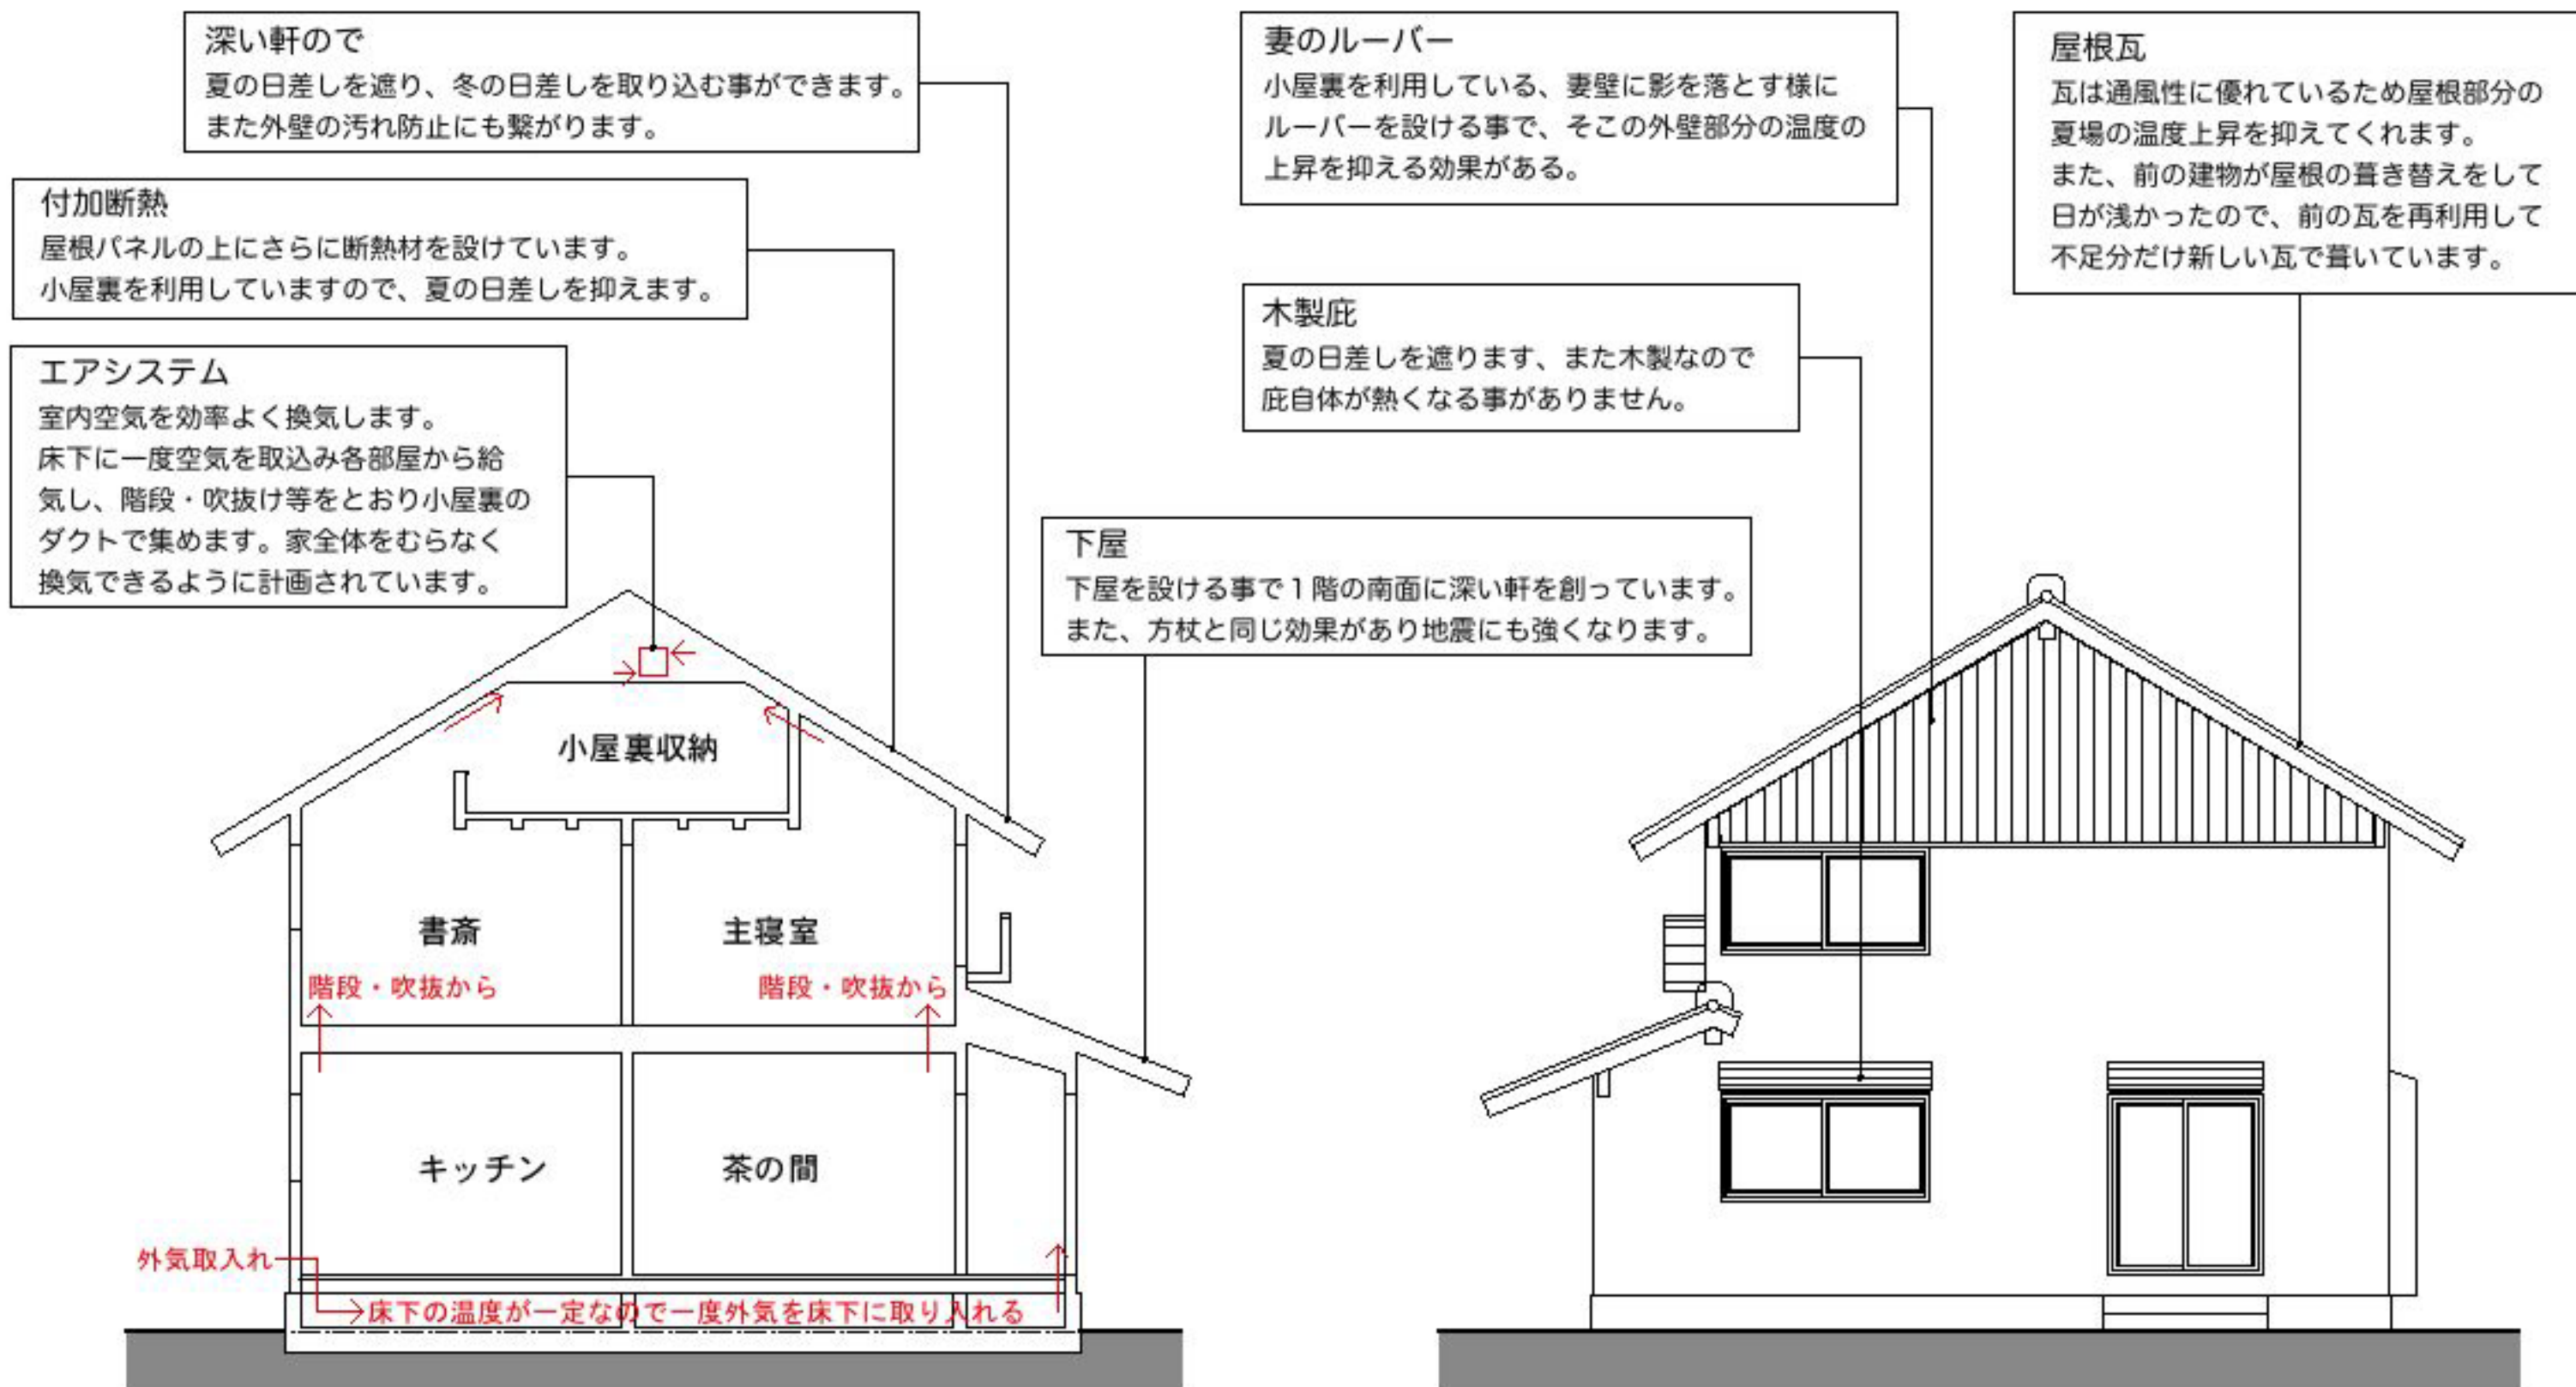 深い軒ので
夏の日差しを遮り、冬の日差しを取り込む事ができます。
また外壁の汚れ防止にも繋がります。
付加断熱
屋根パネルの上にさらに断熱材を設けています。
小屋裏を利用していますので、夏の日差しを抑えます。
エアシステム
室内空気を効率よく換気します。
床下に一度空気を取込み各部屋から給
気し、階段・吹抜け等をとおり小屋裏の
ダクトで集めます。家全体をむらなく
換気できるように計画されています。
妻のルーバー
小屋裏を利用している、妻壁に影を落とす様に
ルーバーを設ける事で、そこの外壁部分の温度の
上昇を抑える効果がある。
屋根瓦
瓦は通風性に優れているため屋根部分の
夏場の温度上昇を抑えてくれます。
また、前の建物が屋根の葺き替えをして
日が浅かったので、前の瓦を再利用して
不足分だけ新しい瓦で葺いています。
木製庇
夏の日差しを遮ります、また木製なので
庇自体が熱くなる事がありません。
下屋
下屋を設ける事で1階の南面に深い軒を創っています。
また、方杖と同じ効果があり地震にも強くなります。
小屋裏収納
書斎
主寝室
階段・吹抜から
階段・吹抜から
キッチン
茶の間
外気取入れ
床下の温度が一定なので一度外気を床下に取り入れる